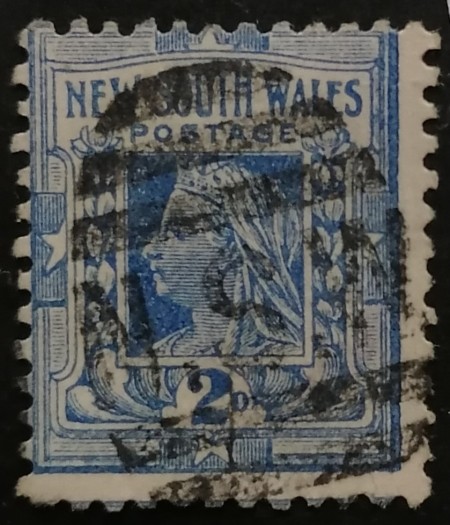 NEW SOUTH WALES
POSTAGE
N.S.W
2D.